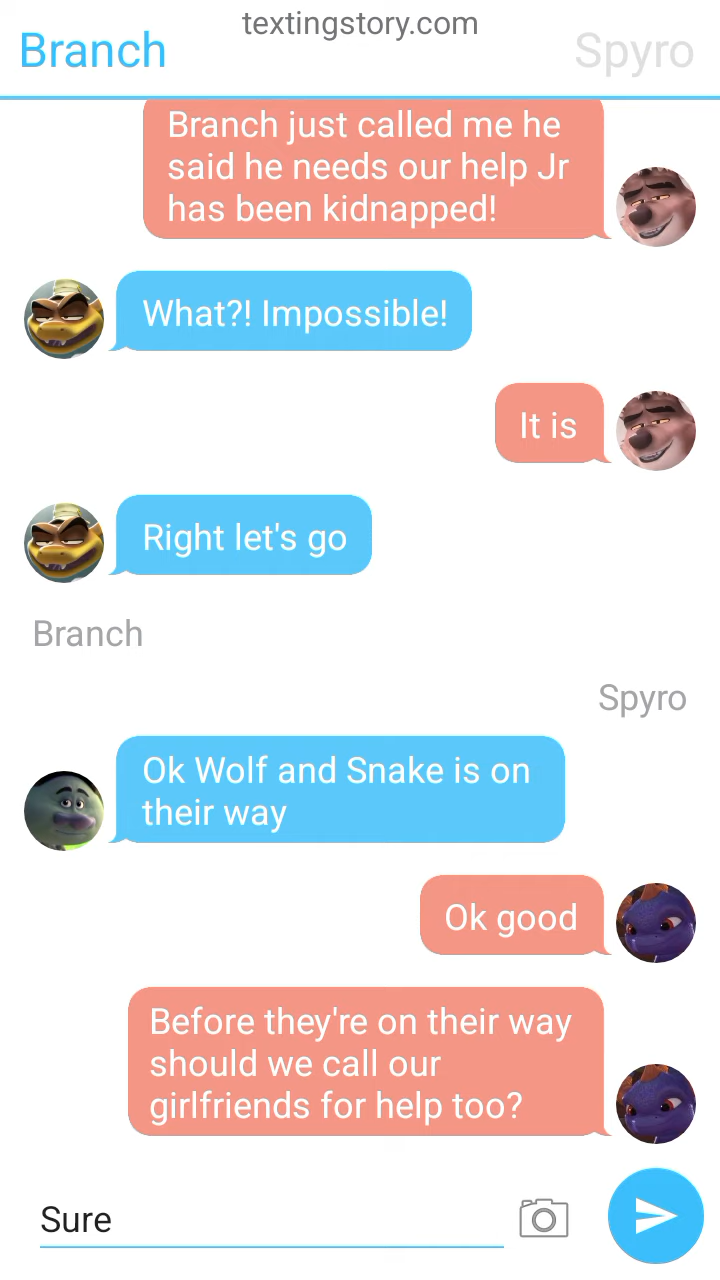 textingstory.com
Branch
Spyro
Branch just called me he
said he needs our help Jr
has been kidnapped!
What?! Impossible!
It is
Right let's go
Branch
Spyro
Ok Wolf and Snake is on
their way
Ok good
Before they're on their way
should we call our
girlfriends for help too?
Sure